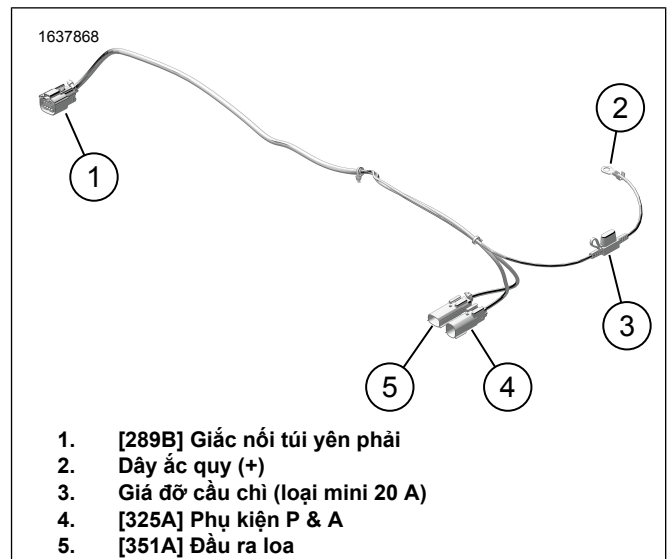 1637868
1
2
3
5
4
1. [289B] Giắc nối túi yên phải
2. Dây ắc quy (+)
3. Giá đỡ cầu chì (loại mini 20 A)
4. [325A] Phụ kiện P & A
5. [351A] Đầu ra loa